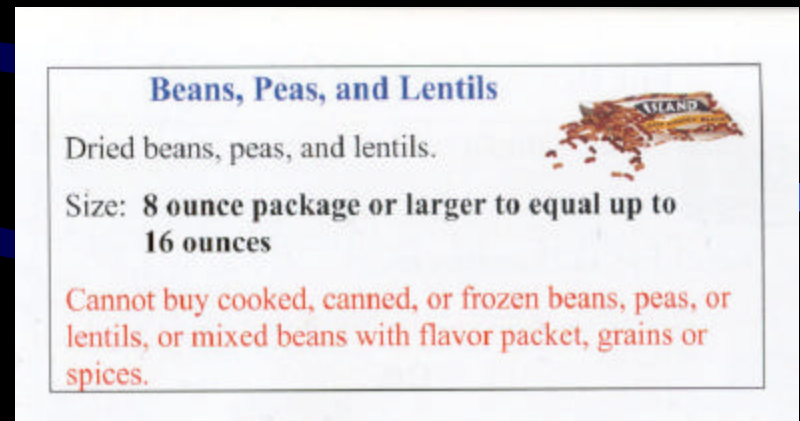 Beans, Peas, and Lentils
ISLAND
Dried beans, peas, and lentils.
Size: 8 ounce package or larger to equal up to
16 ounces
Cannot buy cooked, canned, or frozen beans, peas, or
lentils, or mixed beans with flavor packet, grains or
spices.